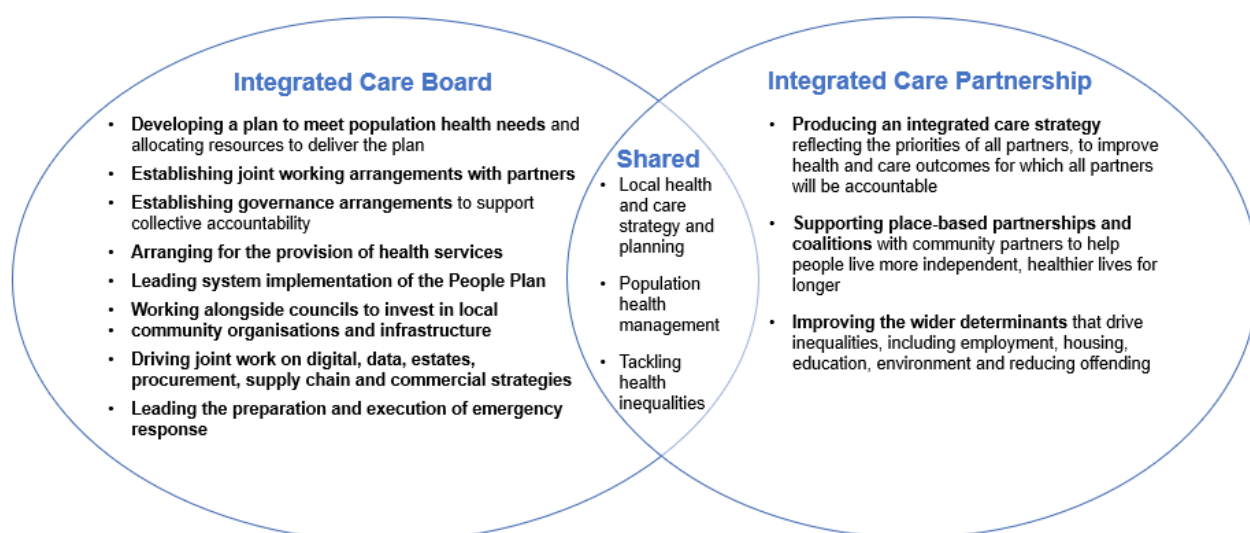 Integrated Care Board
• Developing a plan to meet population health needs and
allocating resources to deliver the plan
• Establishing joint working arrangements with partners
• Establishing governance arrangements to support
collective accountability
• Arranging for the provision of health services
• Leading system implementation of the People Plan
• Working alongside councils to invest in local
• community organisations and infrastructure
• Driving joint work on digital, data, estates,
procurement, supply chain and commercial strategies
• Leading the preparation and execution of emergency
response
Shared
• Local health
and care
strategy and
planning
• Population
health
management
• Tackling
health
inequalities
Integrated Care Partnership
• Producing an integrated care strategy
reflecting the priorities of all partners, to improve
health and care outcomes for which all partners
will be accountable
• Supporting place-based partnerships and
coalitions with community partners to help
people live more independent, healthier lives for
longer
• Improving the wider determinants that drive
inequalities, including employment, housing,
education, environment and reducing offending